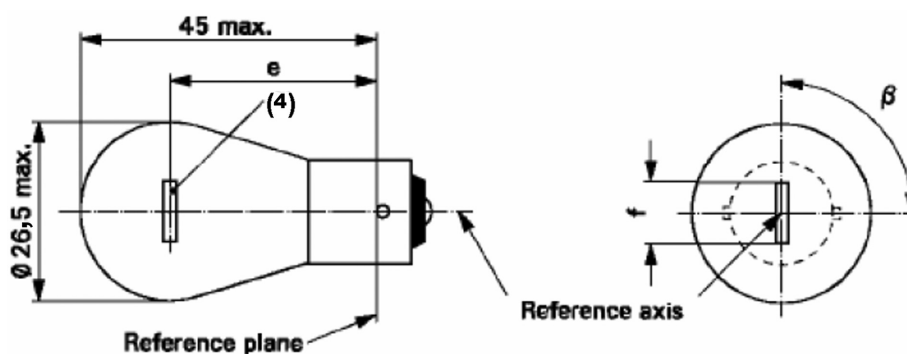 45 max.
e
(4)
β
Ø 26,5 max.
f
Reference axis
Reference plane